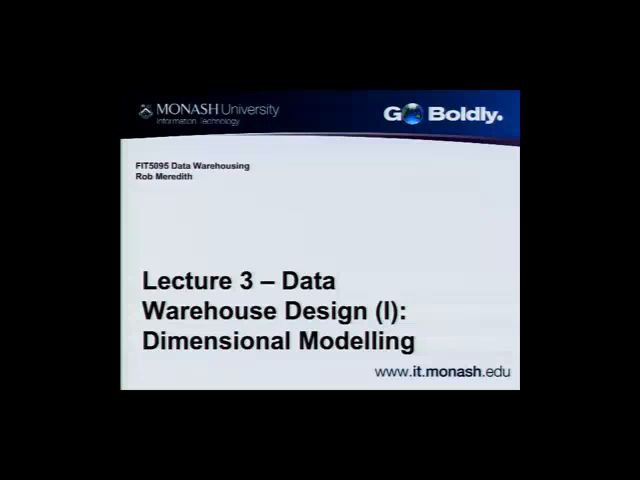 MONASH University
Information Technology
GO Boldly.
FIT5095 Data Warehousing
Rob Meredith
Lecture 3 – Data
Warehouse Design (I):
Dimensional Modelling
www.it.monash.edu